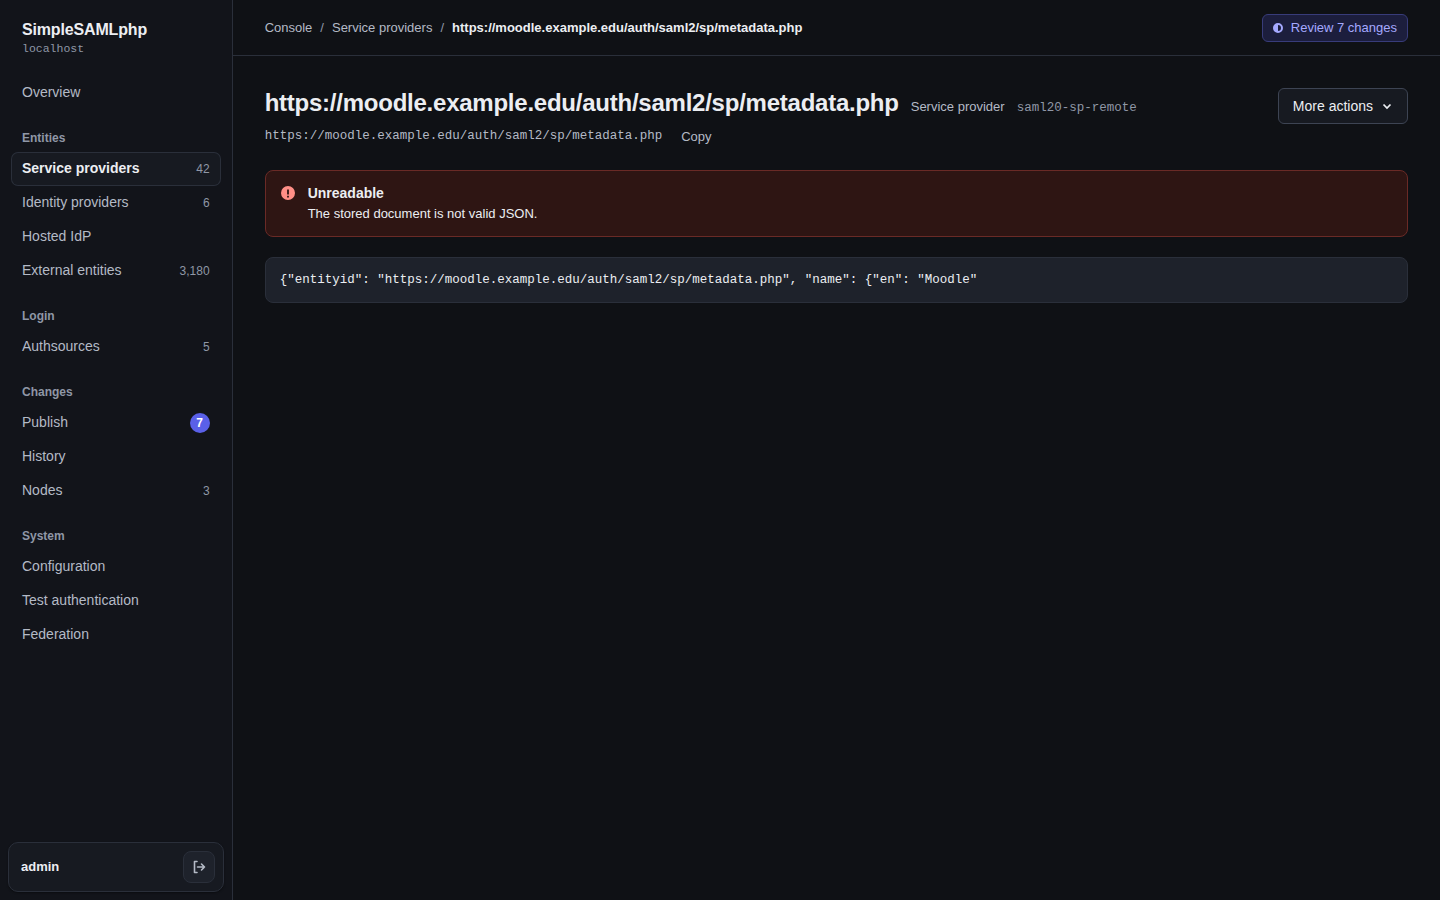 SimpleSAMLphp
localhost
Overview
Entities
Service providers 42
Identity providers 6
Hosted IdP
External entities 3,180
Login
Authsources 5
Changes
Publish 7
History
Nodes 3
System
Configuration
Test authentication
Federation
admin
Console / Service providers / https://moodle.example.edu/auth/saml2/sp/metadata.php
Review 7 changes
https://moodle.example.edu/auth/saml2/sp/metadata.php Service provider saml20-sp-remote
More actions
https://moodle.example.edu/auth/saml2/sp/metadata.php Copy
Unreadable
The stored document is not valid JSON.
{"entityid": "https://moodle.example.edu/auth/saml2/sp/metadata.php", "name": {"en": "Moodle"